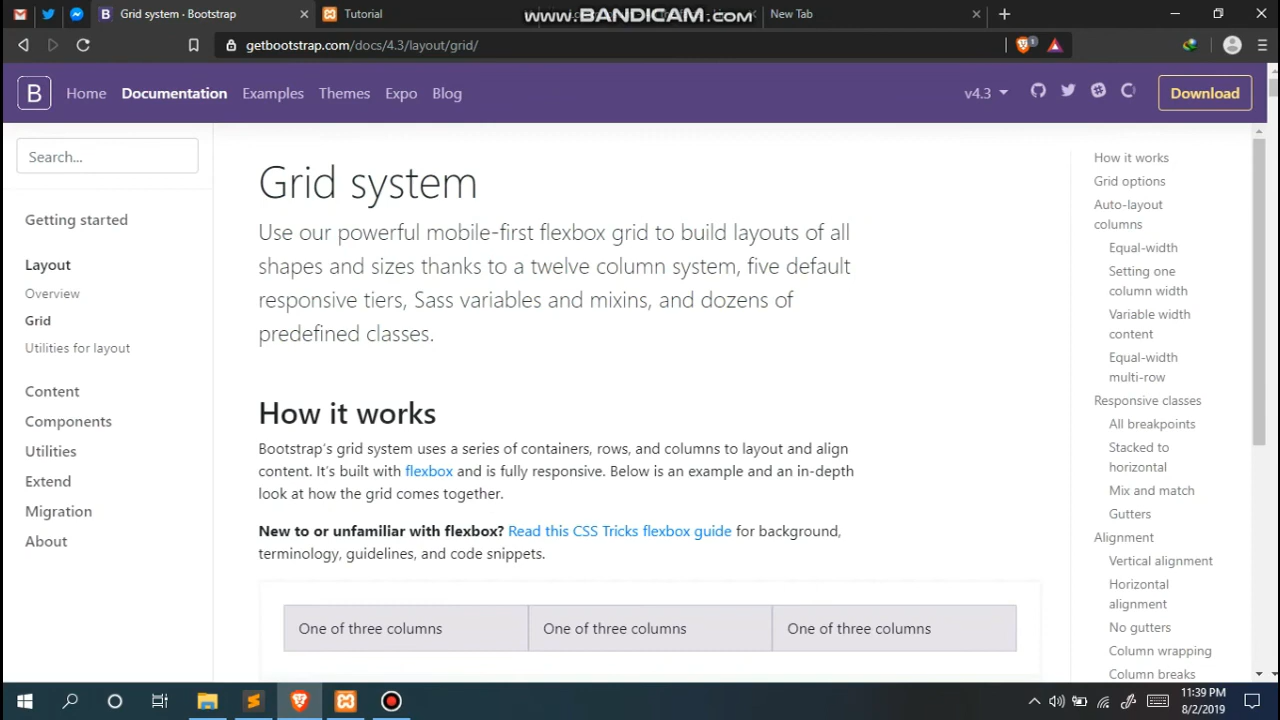 Grid system - Bootstrap
Tutorial
www.BANDICAM.com
New Tab
getbootstrap.com/docs/4.3/layout/grid/
1
B Home Documentation Examples Themes Expo Blog v4.3 Download
Search...
Getting started
Layout
Overview
Grid
Utilities for layout
Content
Components
Utilities
Extend
Migration
About
Grid system
Use our powerful mobile-first flexbox grid to build layouts of all
shapes and sizes thanks to a twelve column system, five default
responsive tiers, Sass variables and mixins, and dozens of
predefined classes.
How it works
Bootstrap's grid system uses a series of containers, rows, and columns to layout and align
content. It's built with flexbox and is fully responsive. Below is an example and an in-depth
look at how the grid comes together.
New to or unfamiliar with flexbox? Read this CSS Tricks flexbox guide for background,
terminology, guidelines, and code snippets.
One of three columns One of three columns One of three columns
How it works
Grid options
Auto-layout
columns
Equal-width
Setting one
column width
Variable width
content
Equal-width
multi-row
Responsive classes
All breakpoints
Stacked to
horizontal
Mix and match
Gutters
Alignment
Vertical alignment
Horizontal
alignment
No gutters
Column wrapping
Column breaks
11:39 PM
8/2/2019